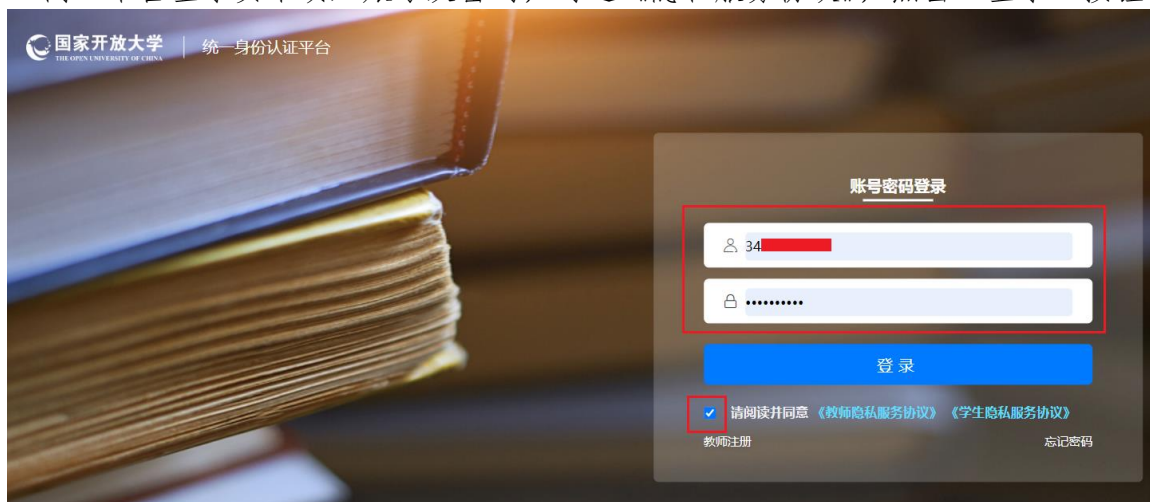 国家开放大学
THE OPEN UNIVERSITY OF CHINA
统一身份认证平台
账号密码登录
34
••••••••••
登 录
请阅读并同意 《教师隐私服务协议》 《学生隐私服务协议》
教师注册
忘记密码